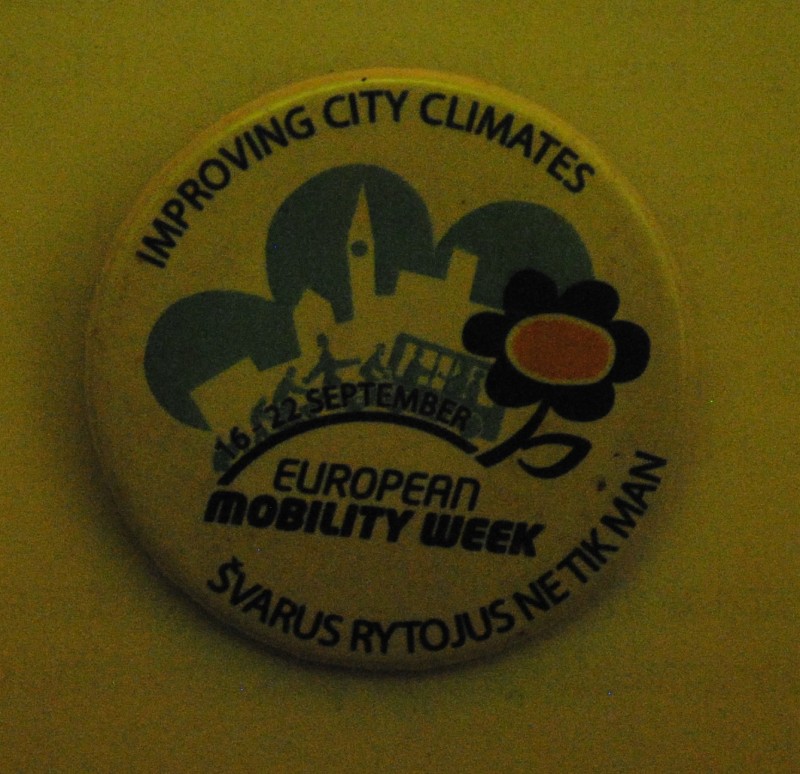 IMPROVING CITY CLIMATES
16 - 22 SEPTEMBER
EUROPEAN
MOBILITY WEEK
ŠVARUS RYTOJUS NE TIK MAN